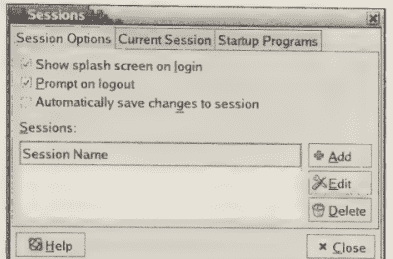 Sessions
Session Options Current Session Startup Programs
Show splash screen on login
Prompt on logout
Automatically save changes to session
Sessions:
Session Name
Add
Edit
Delete
Help
Close